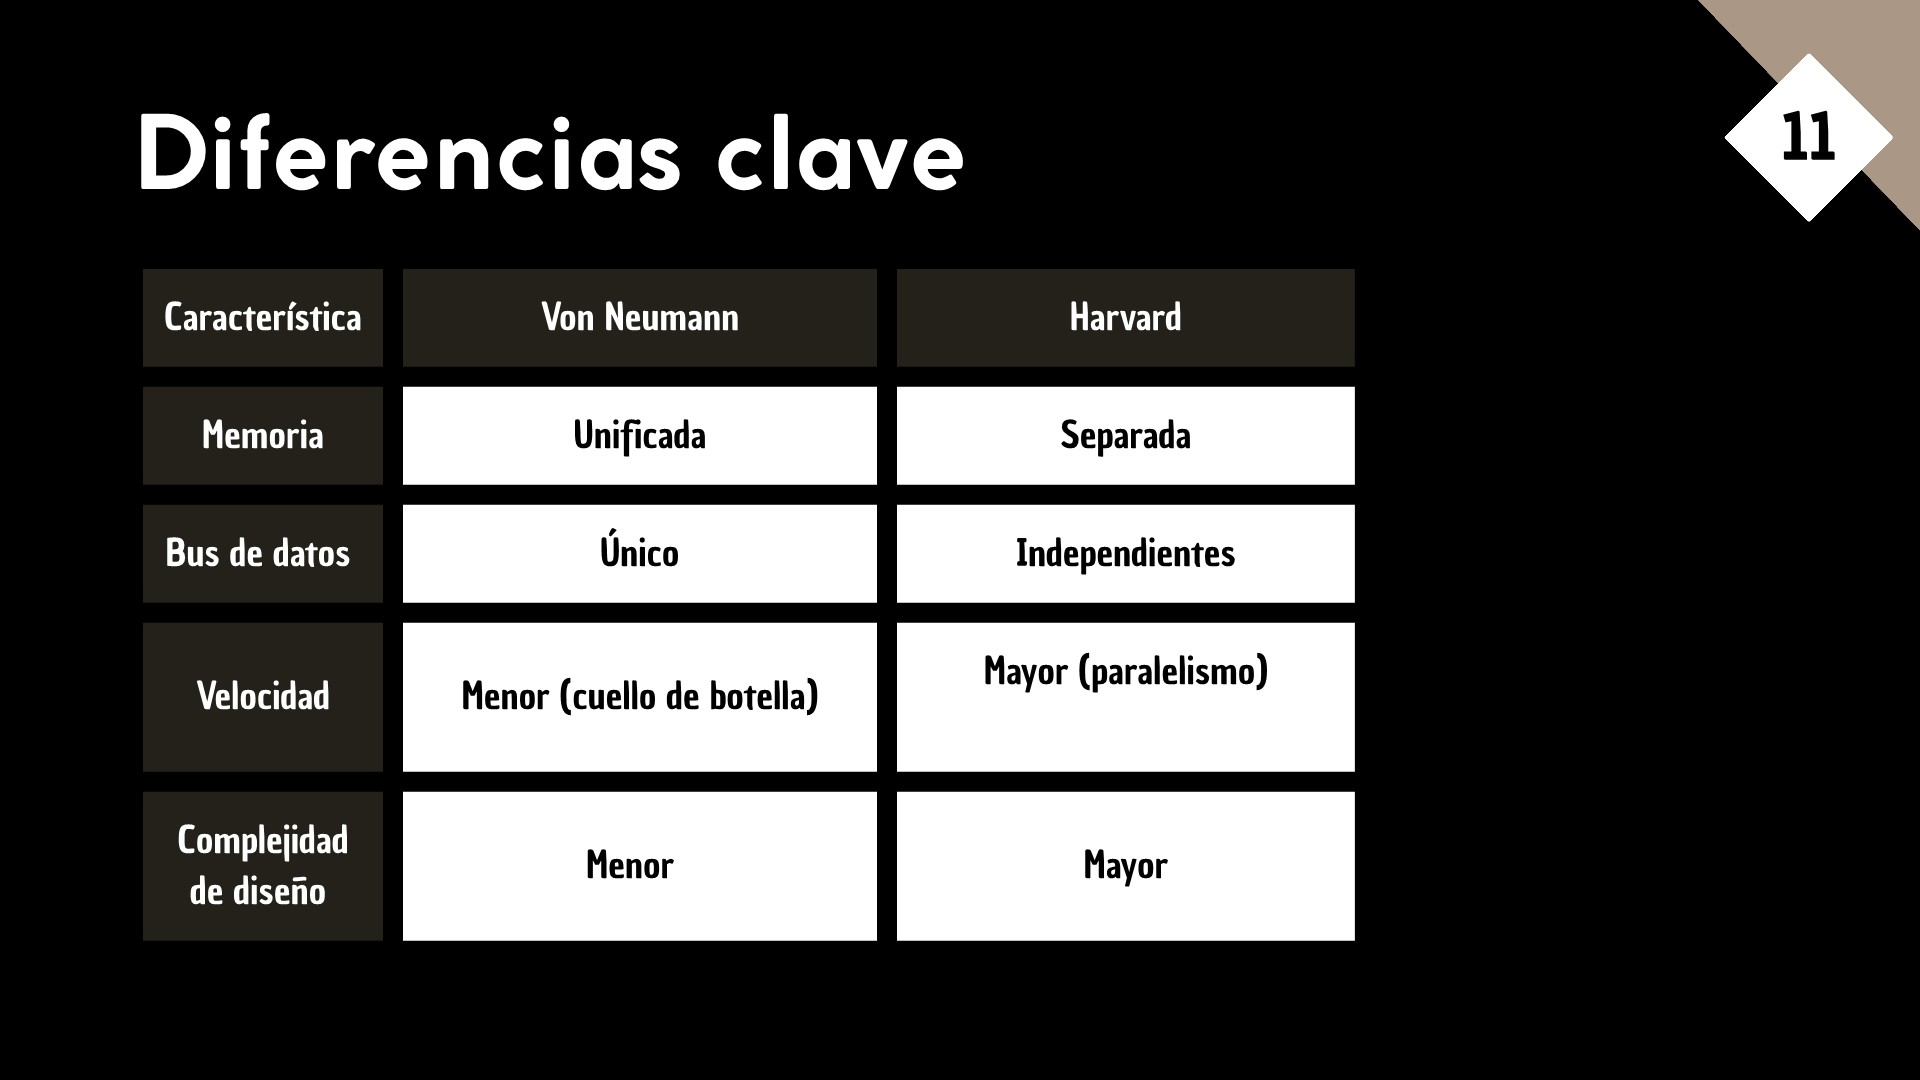 Diferencias clave
11
Característica Von Neumann Harvard
Memoria Unificada Separada
Bus de datos Único Independientes
Velocidad Menor (cuello de botella) Mayor (paralelismo)
Complejidad
de diseño Menor Mayor